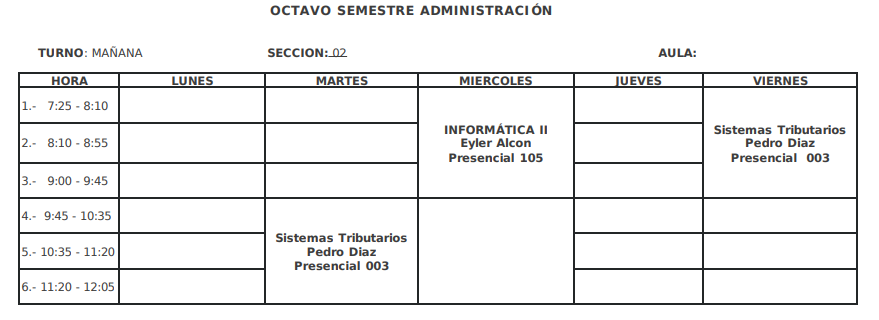 OCTAVO SEMESTRE ADMINISTRACIÓN
TURNO: MAÑANA SECCION: 02 AULA:
HORA LUNES MARTES MIERCOLES JUEVES VIERNES
1.- 7:25 - 8:10
2.- 8:10 - 8:55
3.- 9:00 - 9:45
INFORMÁTICA II
Eyler Alcon
Presencial 105
Sistemas Tributarios
Pedro Diaz
Presencial 003
4.- 9:45 - 10:35
5.- 10:35 - 11:20
6.- 11:20 - 12:05
Sistemas Tributarios
Pedro Diaz
Presencial 003